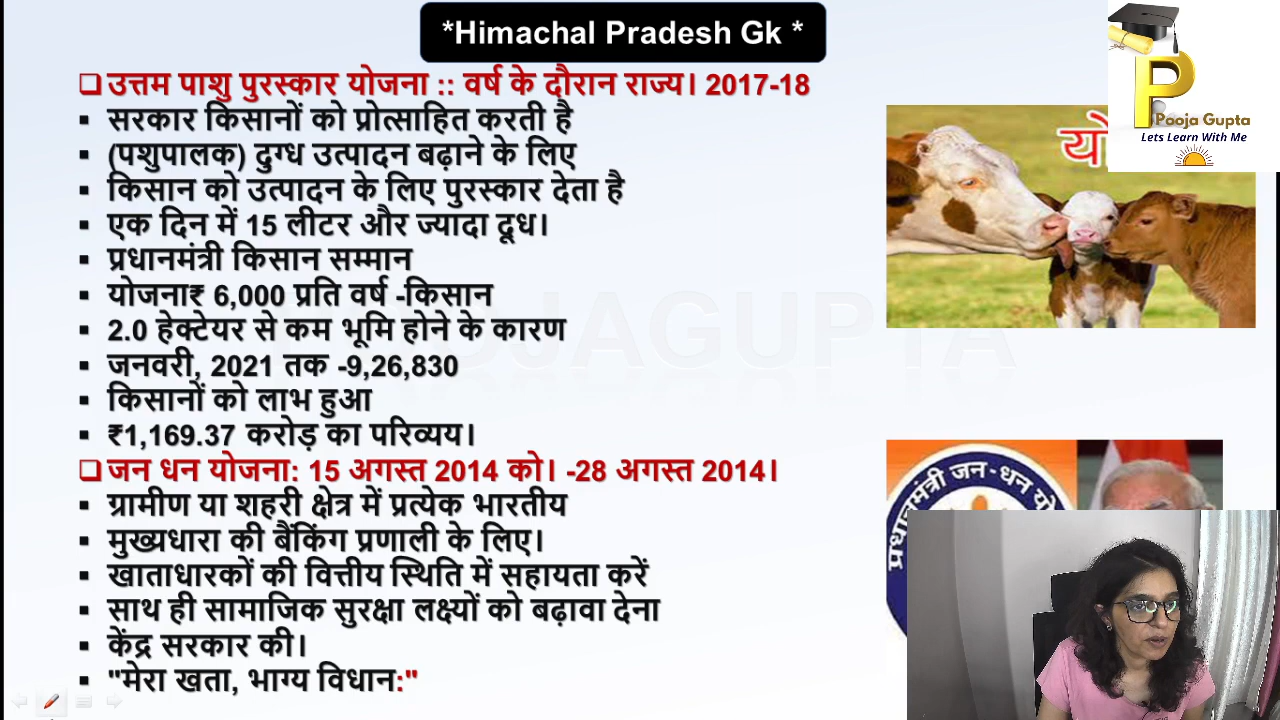 *Himachal Pradesh Gk *
उत्तम पाशु पुरस्कार योजना :: वर्ष के दौरान राज्य। 2017-18
सरकार किसानों को प्रोत्साहित करती है
(पशुपालक) दुग्ध उत्पादन बढ़ाने के लिए
किसान को उत्पादन के लिए पुरस्कार देता है
एक दिन में 15 लीटर और ज्यादा दूध।
प्रधानमंत्री किसान सम्मान
योजना₹ 6,000 प्रति वर्ष -किसान
2.0 हेक्टेयर से कम भूमि होने के कारण
जनवरी, 2021 तक -9,26,830
किसानों को लाभ हुआ
₹1,169.37 करोड़ का परिव्यय।
जन धन योजना: 15 अगस्त 2014 को। -28 अगस्त 2014।
ग्रामीण या शहरी क्षेत्र में प्रत्येक भारतीय
मुख्यधारा की बैंकिंग प्रणाली के लिए।
खाताधारकों की वित्तीय स्थिति में सहायता करें
साथ ही सामाजिक सुरक्षा लक्ष्यों को बढ़ावा देना
केंद्र सरकार की।
"मेरा खता, भाग्य विधान:"
P
Pooja Gupta
Lets Learn With Me
प्रधानमंत्री जन-धन